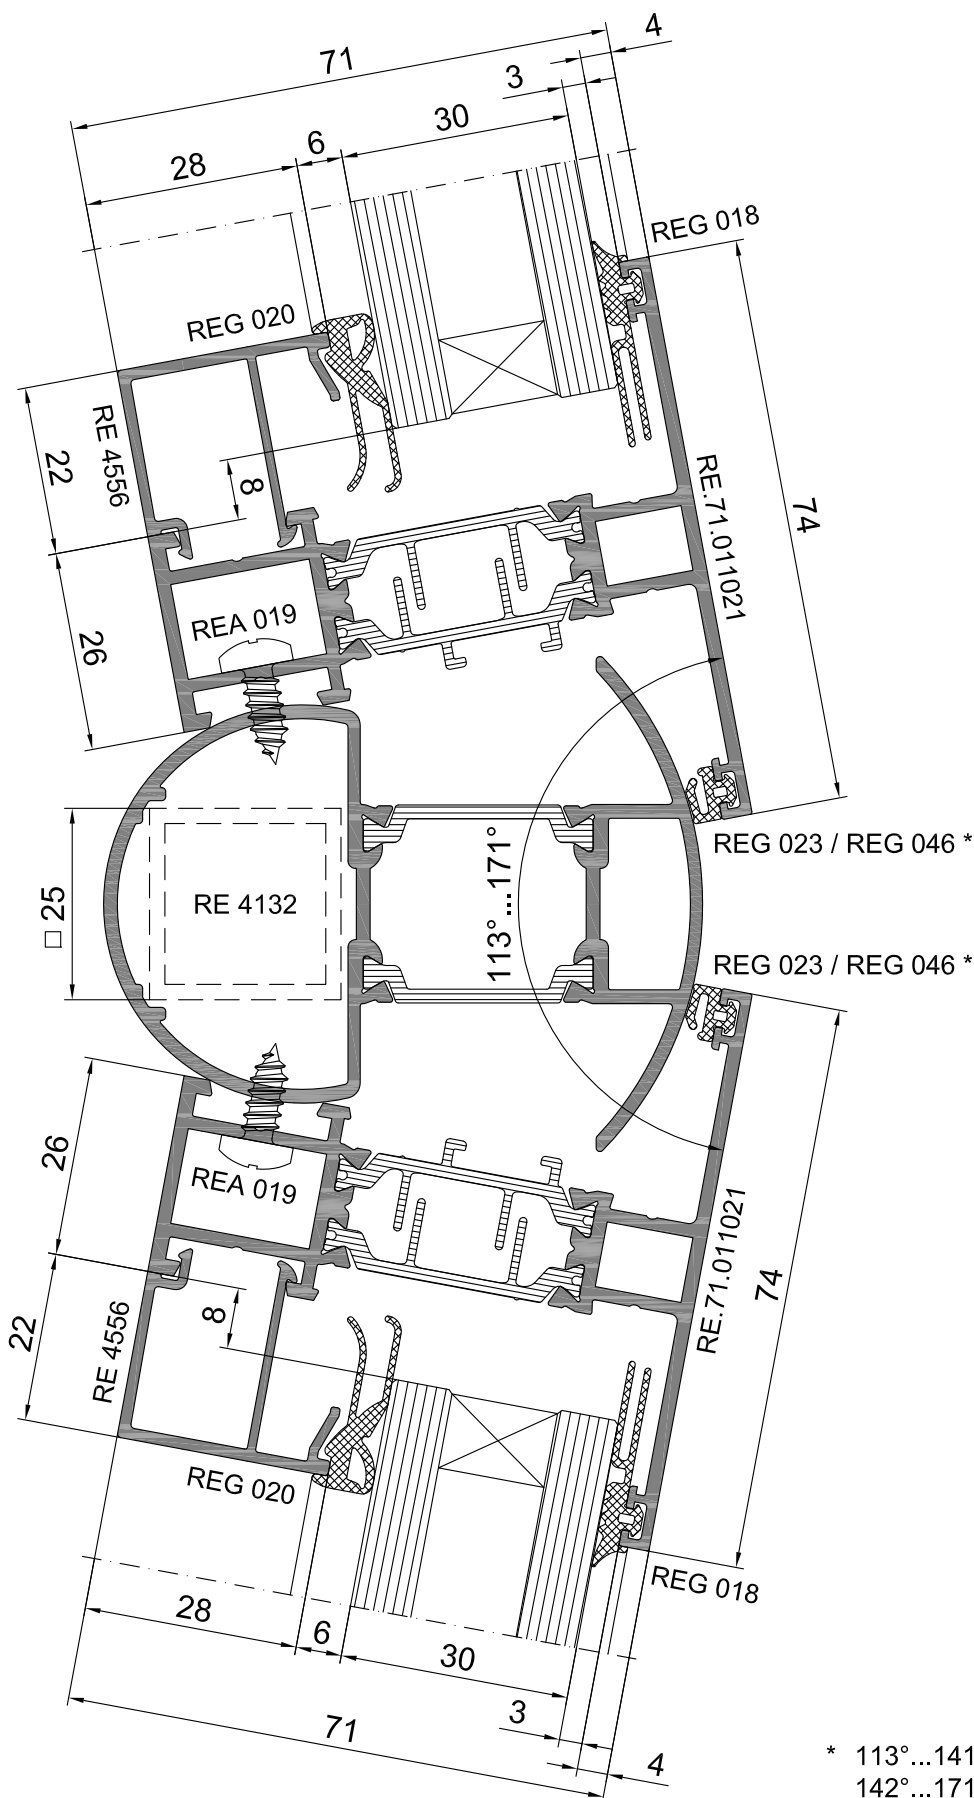 71
4
3
30
6
28
REG 018
REG 020
RE 4556
22
8
RE.71.011021
74
REA 019
26
REG 023 / REG 046 *
113°...171°
□ 25
RE 4132
REG 023 / REG 046 *
26
REA 019
RE.71.011021
74
8
22
RE 4556
REG 020
REG 018
28
6
30
3
71
4
* 113°...141
142°...171